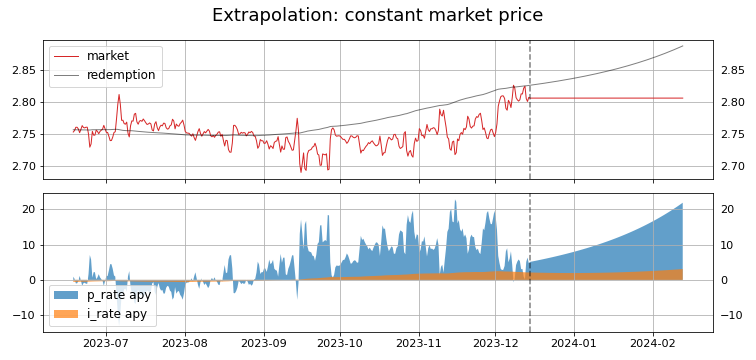 Extrapolation: constant market price
market
redemption
2.85 2.85
2.80 2.80
2.75 2.75
2.70 2.70
20 20
10 10
0 0
−10 −10
p_rate apy
i_rate apy
2023-07 2023-08 2023-09 2023-10 2023-11 2023-12 2024-01 2024-02